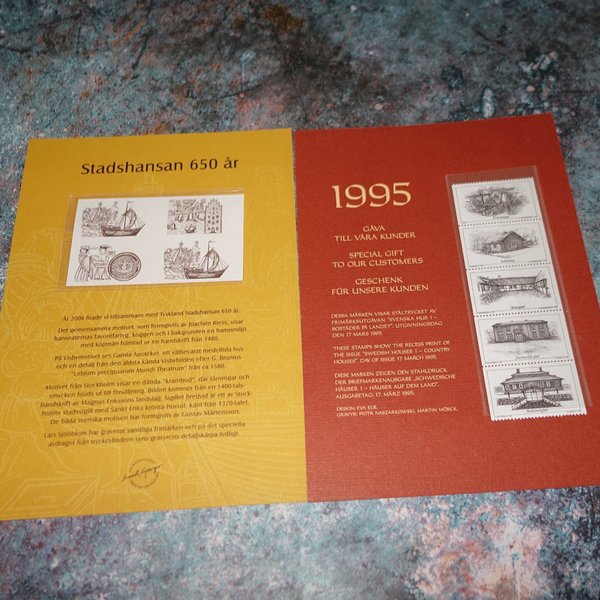 Stadshansan 650 år
År 2006 firade vi tillsammans med Tyskland Stadshansan 650 år.
Det gemensamma motivet, som formgivits av Joachim Riess, visar
hanseaternas favoritfartyg, koggen och i bakgrunden en hamnmiljö
med köpmän hämtad ur en handskrift från 1480.
På Visbymotivet ses Gamla Apoteket, ett välbevarat medeltida hus
och en detalj från den äldsta kända Visbybilden efter G. Brunius
"Librum precipuarum Mundi Theatrum" från ca 1580.
Motivet från Stockholm visar en dåtida "krambod", där tärningar och
smycken bjuds ut till försäljning. Bilden kommer från en 1400-tals-
handskrift av Magnus Erikssons landslag. Sigillet bredvid är ett av Stock-
holms stadssigill med Sankt Eriks krönta huvud. Känt från 1370-talet.
De båda svenska motiven har formgivits av Gustav Mårtensson.
Lars Sjööblom har graverat samtliga frimärken och på det speciella
avdraget från tryckcylindern syns gravyrens detaljskärpa tydligt.
1995
GÅVA
TILL VÅRA KUNDER
SPECIAL GIFT
TO OUR CUSTOMERS
GESCHENK
FÜR UNSERE KUNDEN
DESSA MÄRKEN VISAR STÅLTRYCKET AV
FRIMÄRKSUTGÅVAN "SVENSKA HUS 1 –
BOSTÄDER PÅ LANDET". UTGIVNINGSDAG
DEN 17 MARS 1995.
THESE STAMPS SHOW THE RECESS PRINT OF
THE ISSUE "SWEDISH HOUSES 1 – COUNTRY
HOUSES" DAY OF ISSUE 17 MARCH 1995.
DIESE MARKEN ZEIGEN DEN STAHLDRUCK
DER BRIEFMARKENAUSGABE „SCHWEDISCHE
HÄUSER 1 – HÄUSER AUF DEM LAND".
AUSGABETAG: 17. MÄRZ 1995.
DESIGN: EVA EDE.
GRAVYR: PIOTR NASZARKOWSKI, MARTIN MÖRCK.